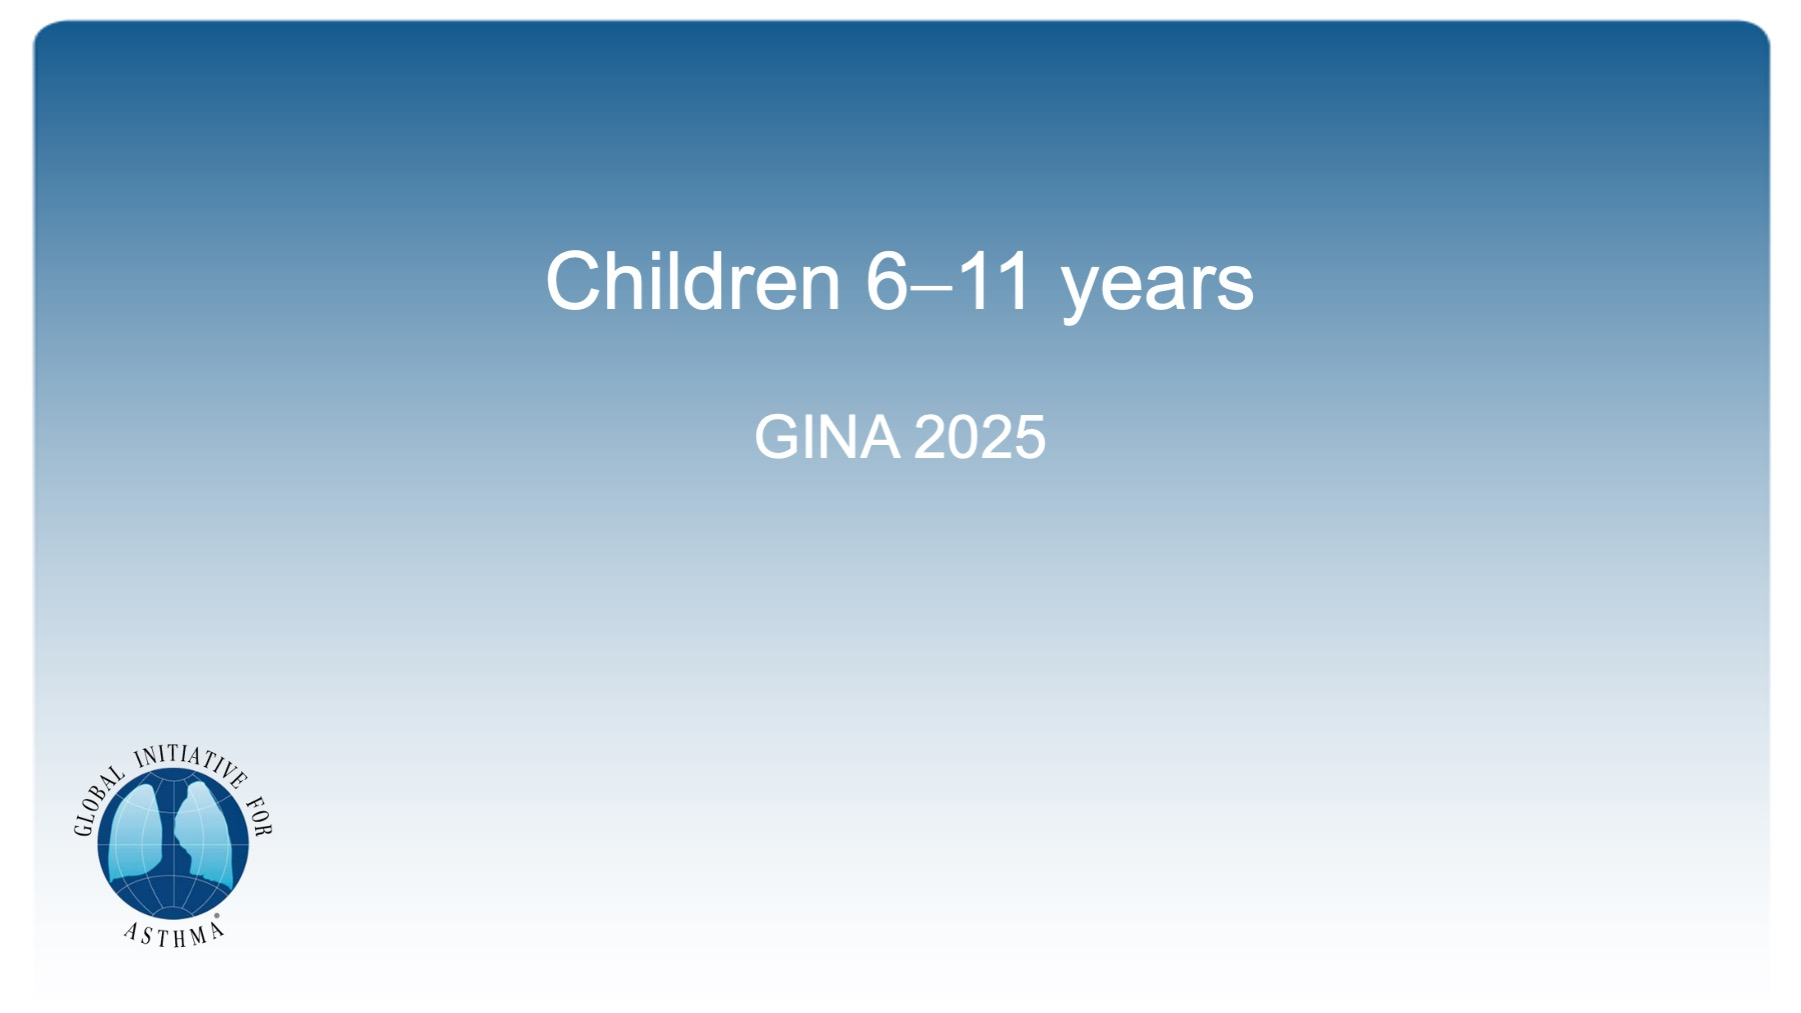 Children 6–11 years
GINA 2025
GLOBAL INITIATIVE FOR
ASTHMA